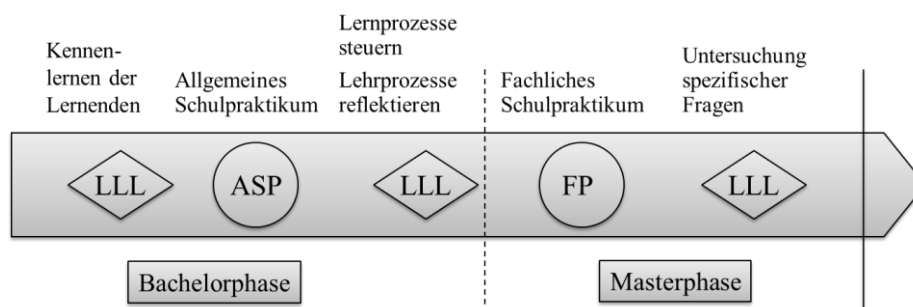 Kennen-
lernen der
Lernenden
Allgemeines
Schulpraktikum
Lernprozesse
steuern
Lehrprozesse
reflektieren
Fachliches
Schulpraktikum
Untersuchung
spezifischer
Fragen
LLL
ASP
LLL
FP
LLL
Bachelorphase
Masterphase